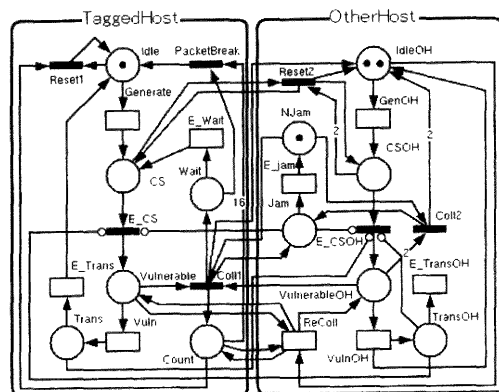 TaggedHost
OtherHost
Idle
PacketBreak
IdleOH
Reset1
Reset2
Generate
NJam
GenOH
E_Wait
2
2
CSOH
E_jam
Wait
CS
Jam
16
Coll2
E_CS
E_CSOH
2
E_Trans
Vulnerable
Coll1
E_TransOH
VulnerableOH
Vuln
ReColl
Trans
TransOH
Count
VulnOH